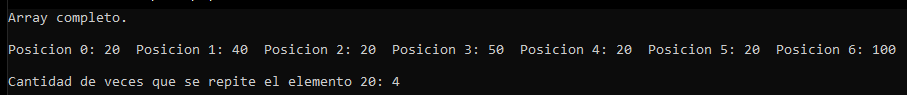 Array completo.
Posicion 0: 20  Posicion 1: 40  Posicion 2: 20  Posicion 3: 50  Posicion 4: 20  Posicion 5: 20  Posicion 6: 100
Cantidad de veces que se repite el elemento 20: 4